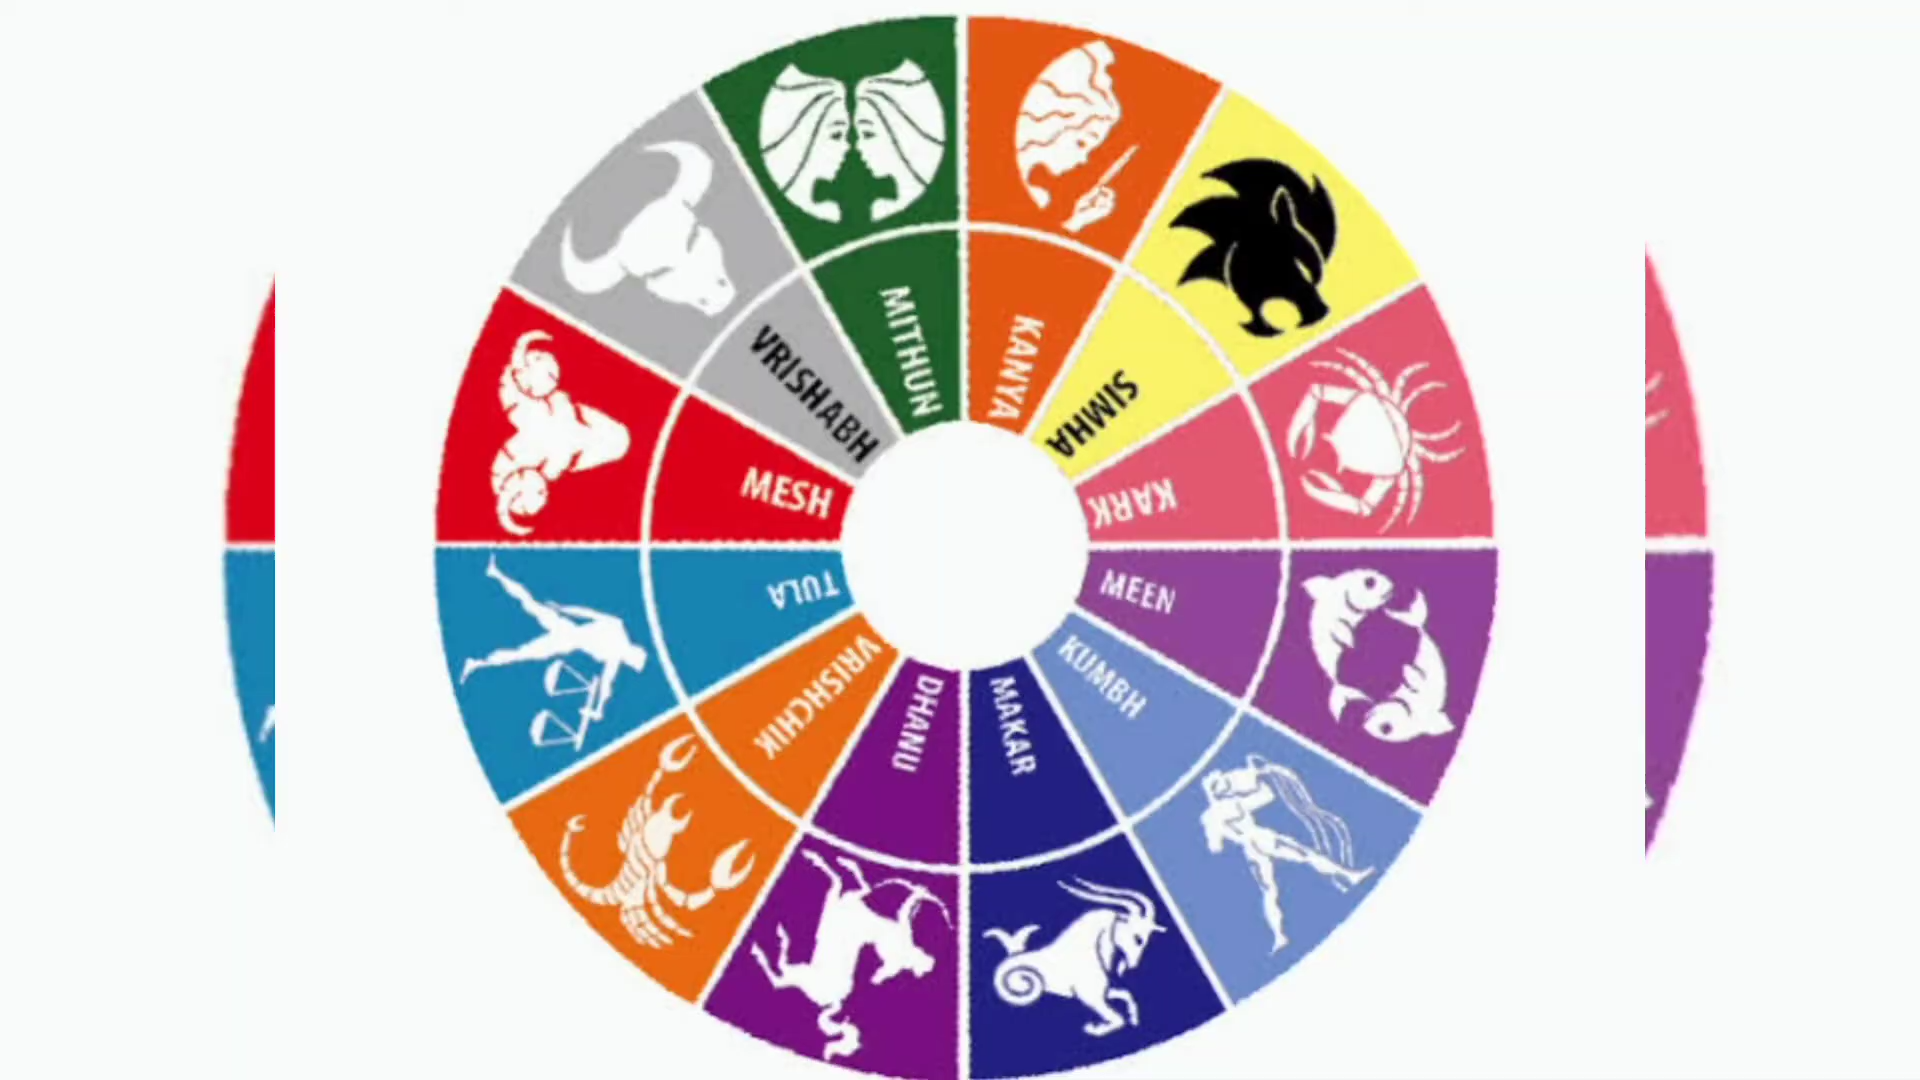 MITHUN
KANYA
SIMHA
KARK
MEEN
KUMBH
MAKAR
DHANU
VRISHCHIK
TULA
MESH
VRISHABH